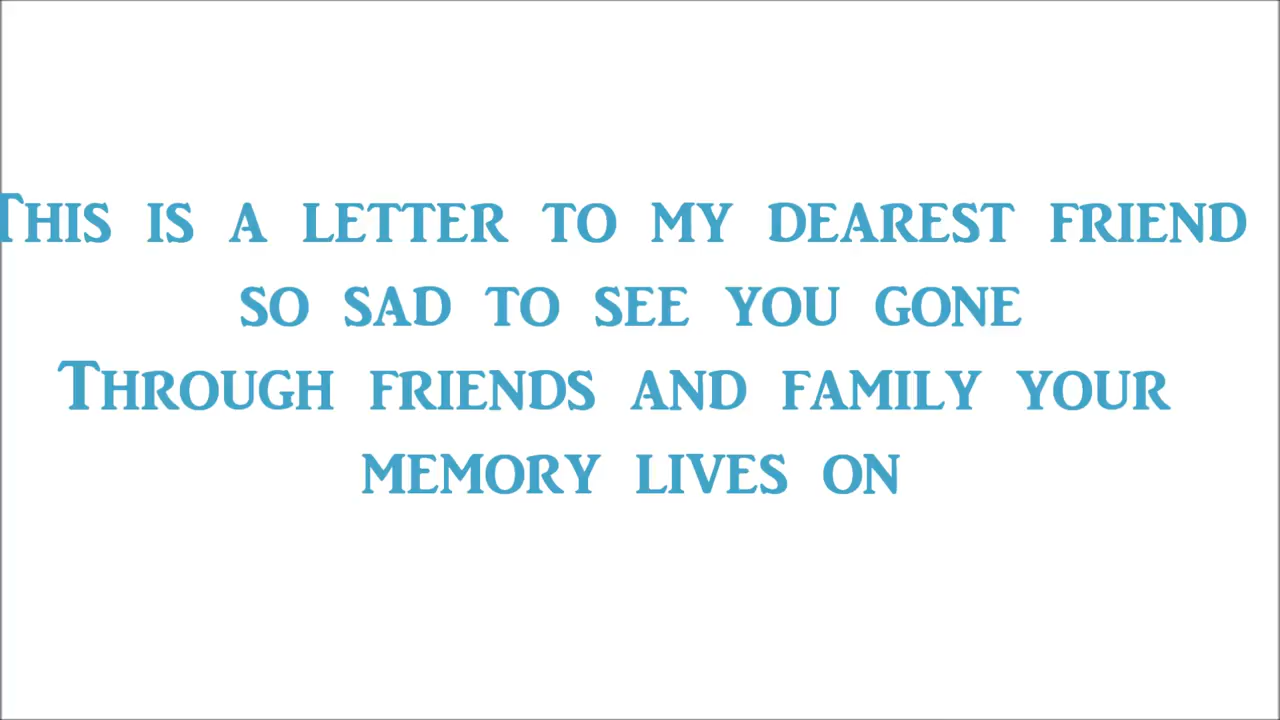 This is a letter to my dearest friend
so sad to see you gone
Through friends and family your
memory lives on